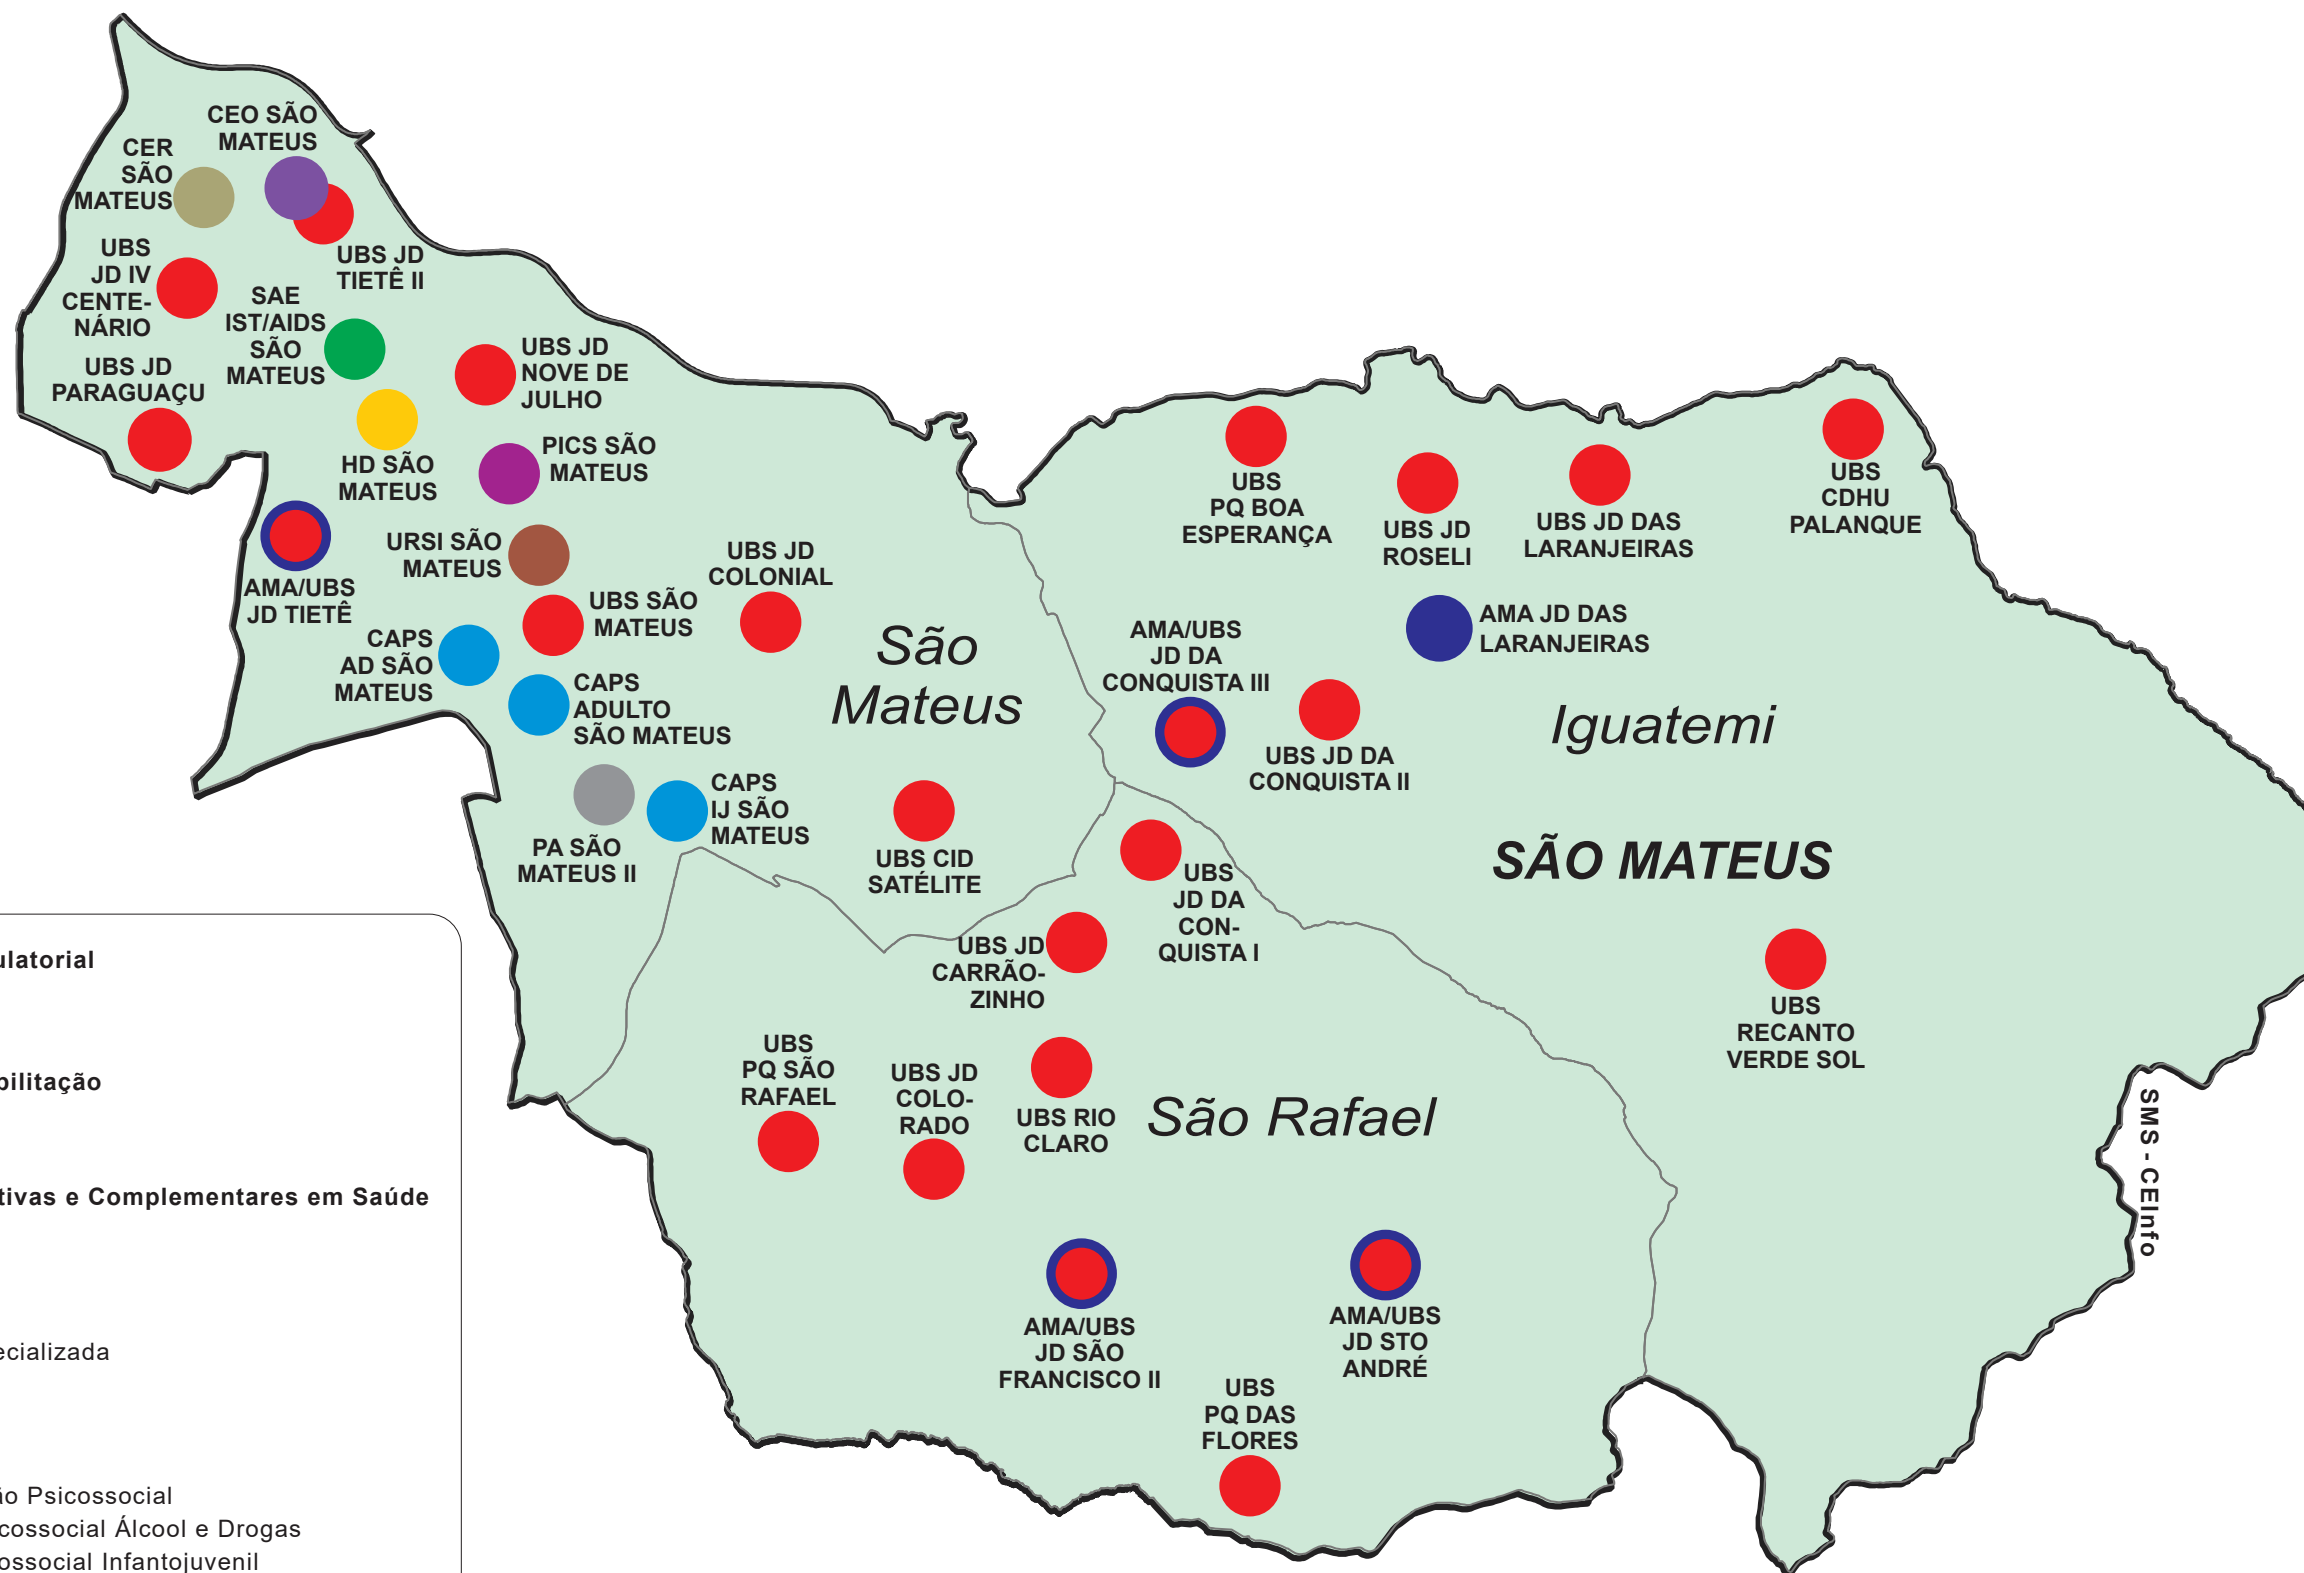 CEO SÃO
MATEUS
CER
SÃO
MATEUS
UBS JD
TIETÊ II
UBS
JD IV
CENTE-
NÁRIO
SAE
IST/AIDS
SÃO
MATEUS
UBS JD
PARAGUAÇU
UBS JD
NOVE DE
JULHO
HD SÃO
MATEUS
PICS SÃO
MATEUS
AMA/UBS
JD TIETÊ
URSI SÃO
MATEUS
UBS SÃO
MATEUS
UBS JD
COLONIAL
CAPS
AD SÃO
MATEUS
CAPS
ADULTO
SÃO MATEUS
São
Mateus
PA SÃO
MATEUS II
CAPS
IJ SÃO
MATEUS
UBS CID
SATÉLITE
UBS
PQ BOA
ESPERANÇA
UBS JD
ROSELI
UBS JD DAS
LARANJEIRAS
UBS
CDHU
PALANQUE
AMA JD DAS
LARANJEIRAS
AMA/UBS
JD DA
CONQUISTA III
UBS JD DA
CONQUISTA II
Iguatemi
SÃO MATEUS
UBS
JD DA
CON-
QUISTA I
UBS JD
CARRÃO-
ZINHO
UBS
RECANTO
VERDE SOL
UBS
PQ SÃO
RAFAEL
UBS JD
COLO-
RADO
UBS RIO
CLARO
São Rafael
AMA/UBS
JD SÃO
FRANCISCO II
AMA/UBS
JD STO
ANDRÉ
UBS
PQ DAS
FLORES
SMS - CEInfo
ulatorial
bilitação
tivas e Complementares em Saúde
ecializada
ão Psicossocial
cossocial Álcool e Drogas
ossocial Infantojuvenil